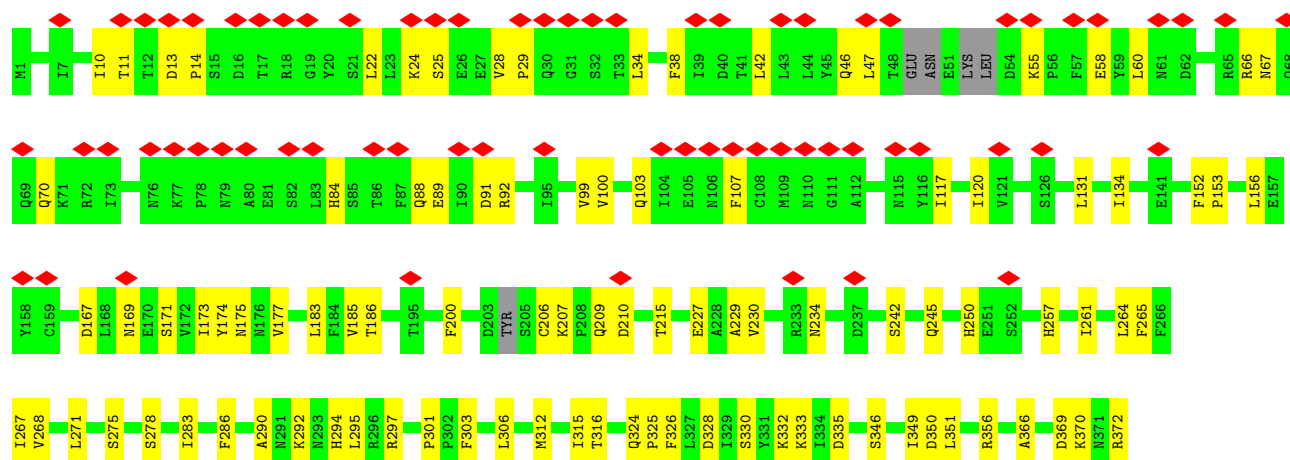 M1 I7 I10 T11 T12 D13 P14 S15 D16 T17 R18 G19 Y20 S21 L22 L23 K24 S25 E26 E27 V28 P29 Q30 G31 S32 T33 L34 F38 I39 D40 T41 L42 L43 L44 Y45 Q46 L47 T48 GLU ASN E51 LYS LEU D54 K55 P56 F57 E58 Y59 L60 N61 D62 R65 R66 N67 Q68
Q69 Q70 K71 R72 I73 N76 K77 P78 N79 A80 E81 S82 L83 H84 S85 T86 F87 Q88 E89 I90 D91 R92 I95 V99 V100 Q103 I104 E105 N106 F107 C108 M109 N110 G111 A112 N115 Y116 I117 I120 V121 S126 L131 I134 E141 F152 P153 L156 E157
Y158 C159 D167 L168 N169 E170 S171 V172 I173 Y174 N175 N176 V177 L183 F184 V185 T186 T195 F200 D203 TYR S205 C206 K207 P208 Q209 D210 T215 E227 A228 A229 V230 R233 N234 D237 S242 Q245 H250 E251 S252 H257 I261 L264 F265 F266
I267 V268 L271 S275 S278 I283 F286 A290 N291 K292 N293 H294 L295 R296 R297 P301 P302 F303 L306 M312 I315 T316 Q324 P325 F326 L327 D328 I329 S330 Y331 K332 K333 I334 D335 S346 I349 D350 L351 R356 A366 D369 K370 N371 R372